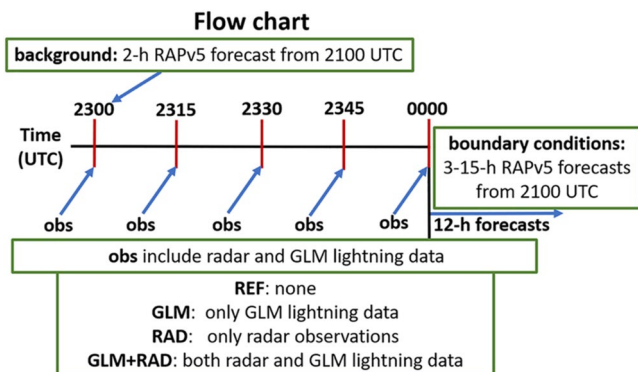 Flow chart
background: 2-h RAPv5 forecast from 2100 UTC
2300 2315 2330 2345 0000
Time
(UTC)
boundary conditions:
3-15-h RAPv5 forecasts
from 2100 UTC
obs obs obs obs obs
12-h forecasts
obs include radar and GLM lightning data
REF: none
GLM: only GLM lightning data
RAD: only radar observations
GLM+RAD: both radar and GLM lightning data